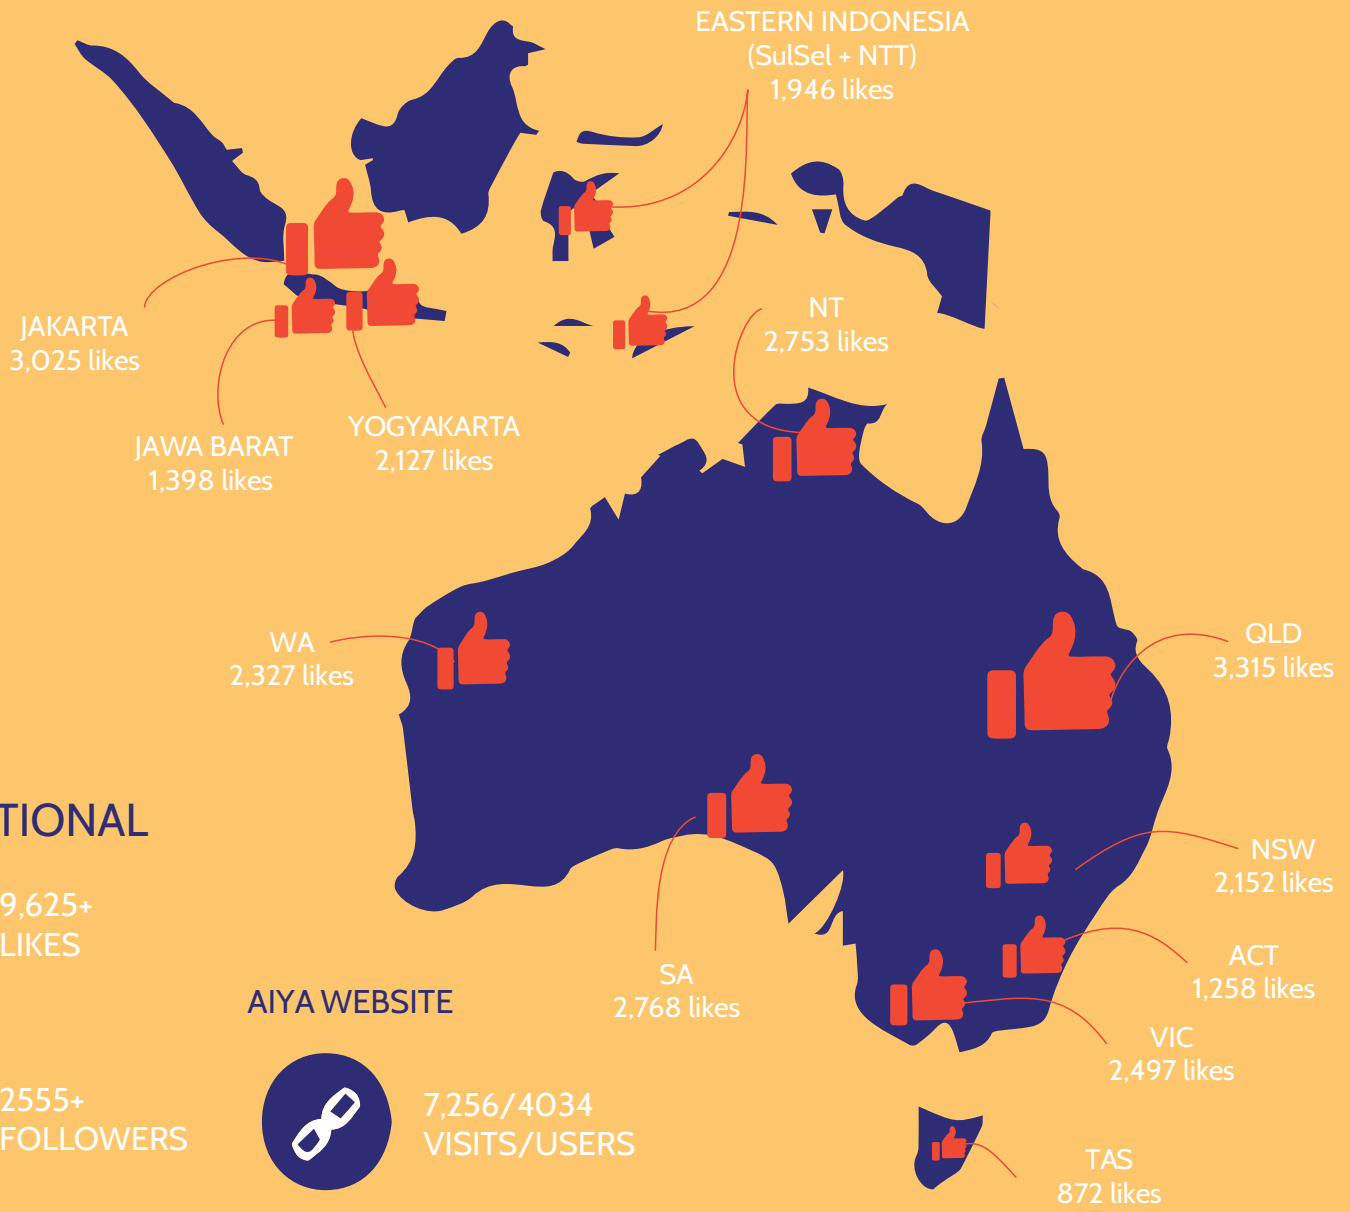 EASTERN INDONESIA
(SulSel + NTT)
1,946 likes
JAKARTA
3,025 likes
JAWA BARAT
1,398 likes
YOGYAKARTA
2,127 likes
NT
2,753 likes
WA
2,327 likes
QLD
3,315 likes
NSW
2,152 likes
ACT
1,258 likes
VIC
2,497 likes
SA
2,768 likes
TAS
872 likes
TIONAL
9,625+
LIKES
2555+
FOLLOWERS
AIYA WEBSITE
7,256/4034
VISITS/USERS